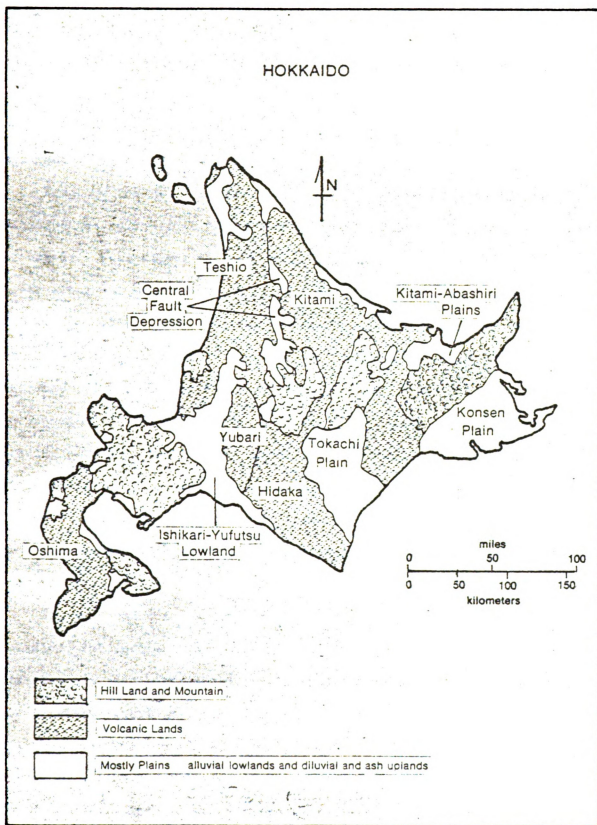 HOKKAIDO
N
Teshio
Central
Fault
Depression
Kitami
Kitami-Abashiri
Plains
Konsen
Plain
Yubari
Tokachi
Plain
Hidaka
Ishikari-Yufutsu
Lowland
Oshima
miles
0 50 100
0 50 100 150
kilometers
Hill Land and Mountain
Volcanic Lands
Mostly Plains alluvial lowlands and diluvial and ash uplands